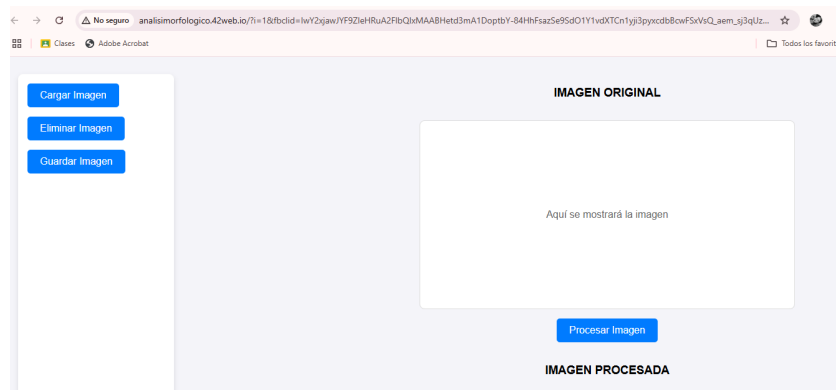 No seguro analisimorfologico.42web.io/?i=1&fbclid=IwY2xjawJYF9ZleHRuA2FlbQIxMAABHetd3mA1DoptbY-84HhFsazSe9SdO1Y1vdXTCn1yji3pyxcdbBcwFSxVsQ_aem_sj3qUz...
Clases Adobe Acrobat Todos los favorit
Cargar Imagen
Eliminar Imagen
Guardar Imagen
IMAGEN ORIGINAL
Aquí se mostrará la imagen
Procesar Imagen
IMAGEN PROCESADA